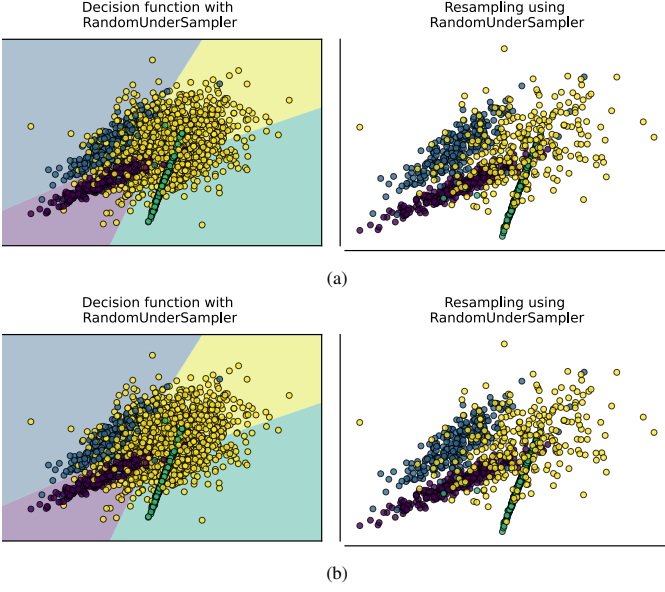 Decision function with
RandomUnderSampler
Resampling using
RandomUnderSampler
(a)
Decision function with
RandomUnderSampler
Resampling using
RandomUnderSampler
(b)